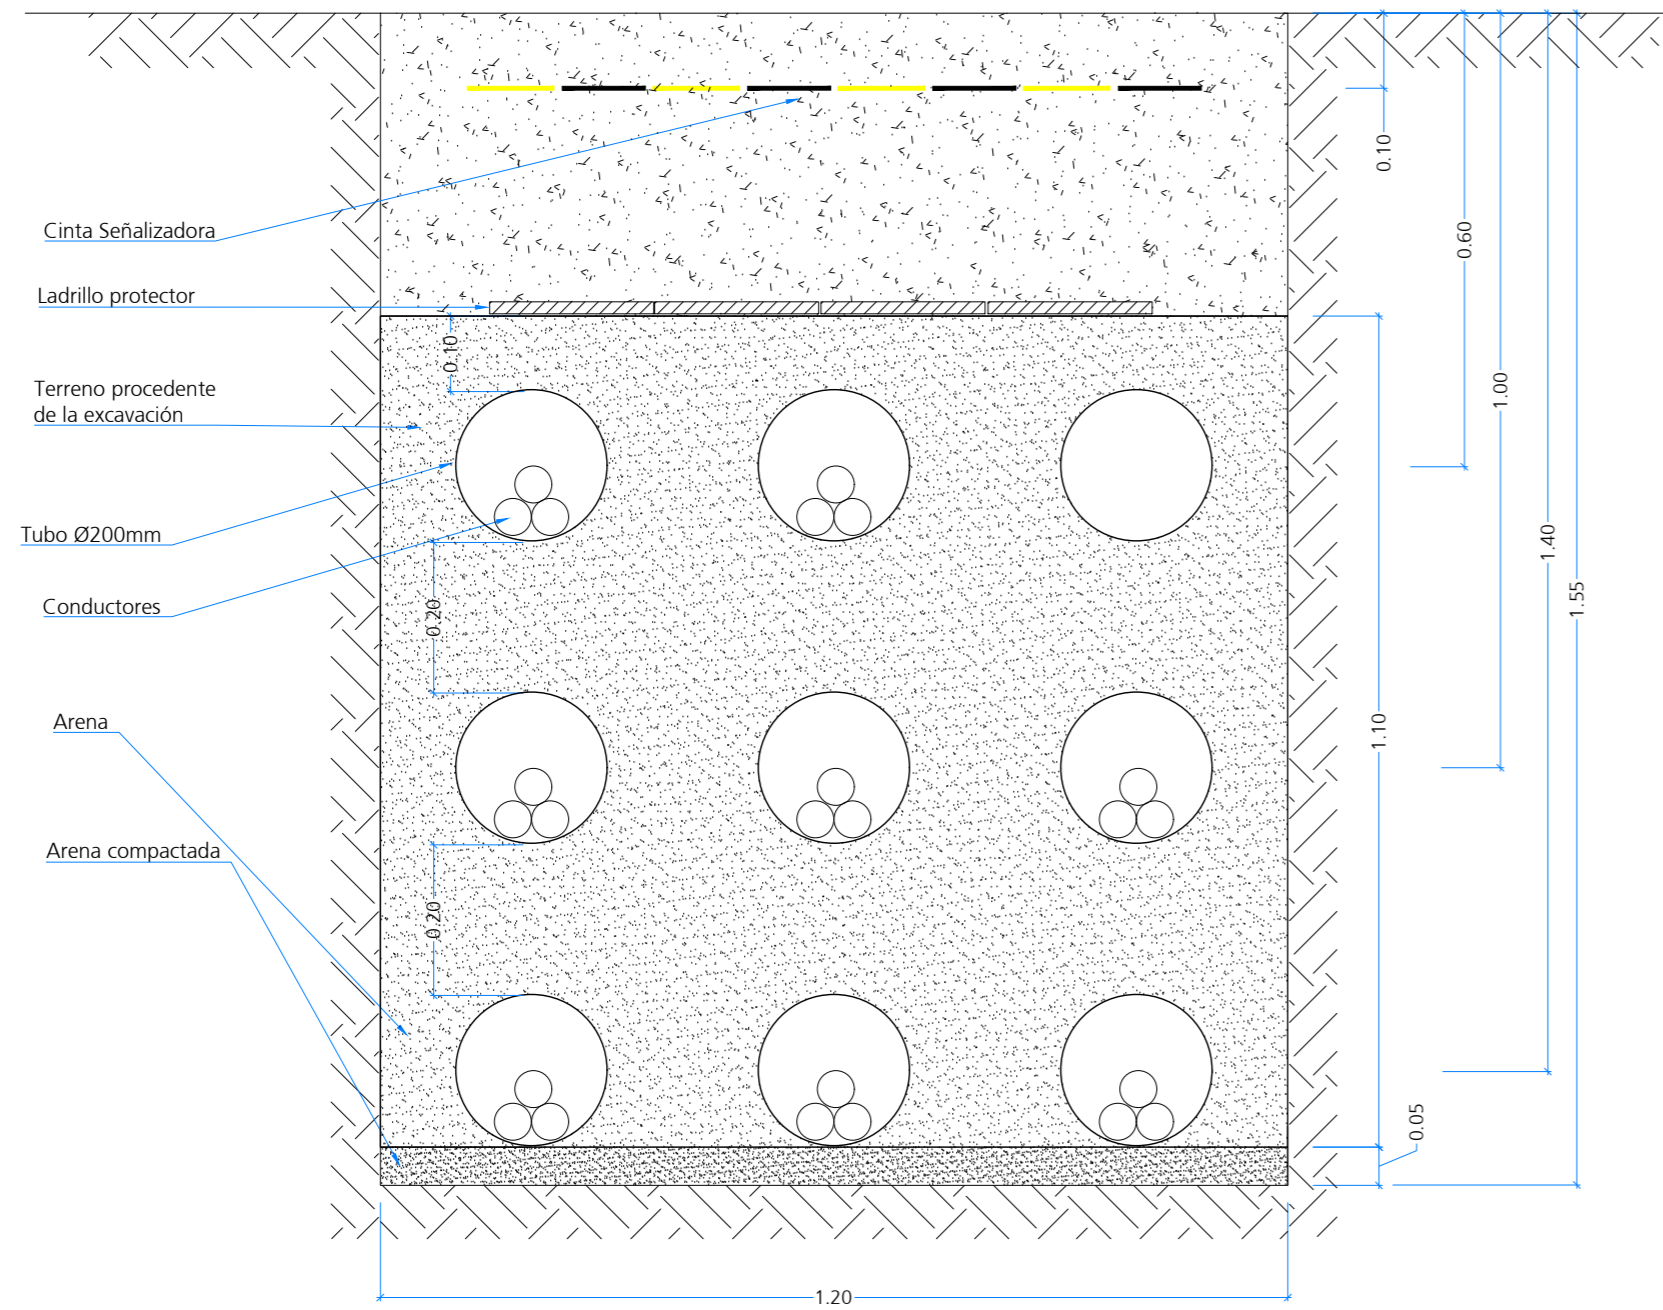 Cinta Señalizadora
Ladrillo protector
Terreno procedente
de la excavación
Tubo Ø200mm
Conductores
Arena
Arena compactada
0.10
0.20
0.20
0.10
0.60
1.00
1.40
1.55
1.10
0.05
1.20